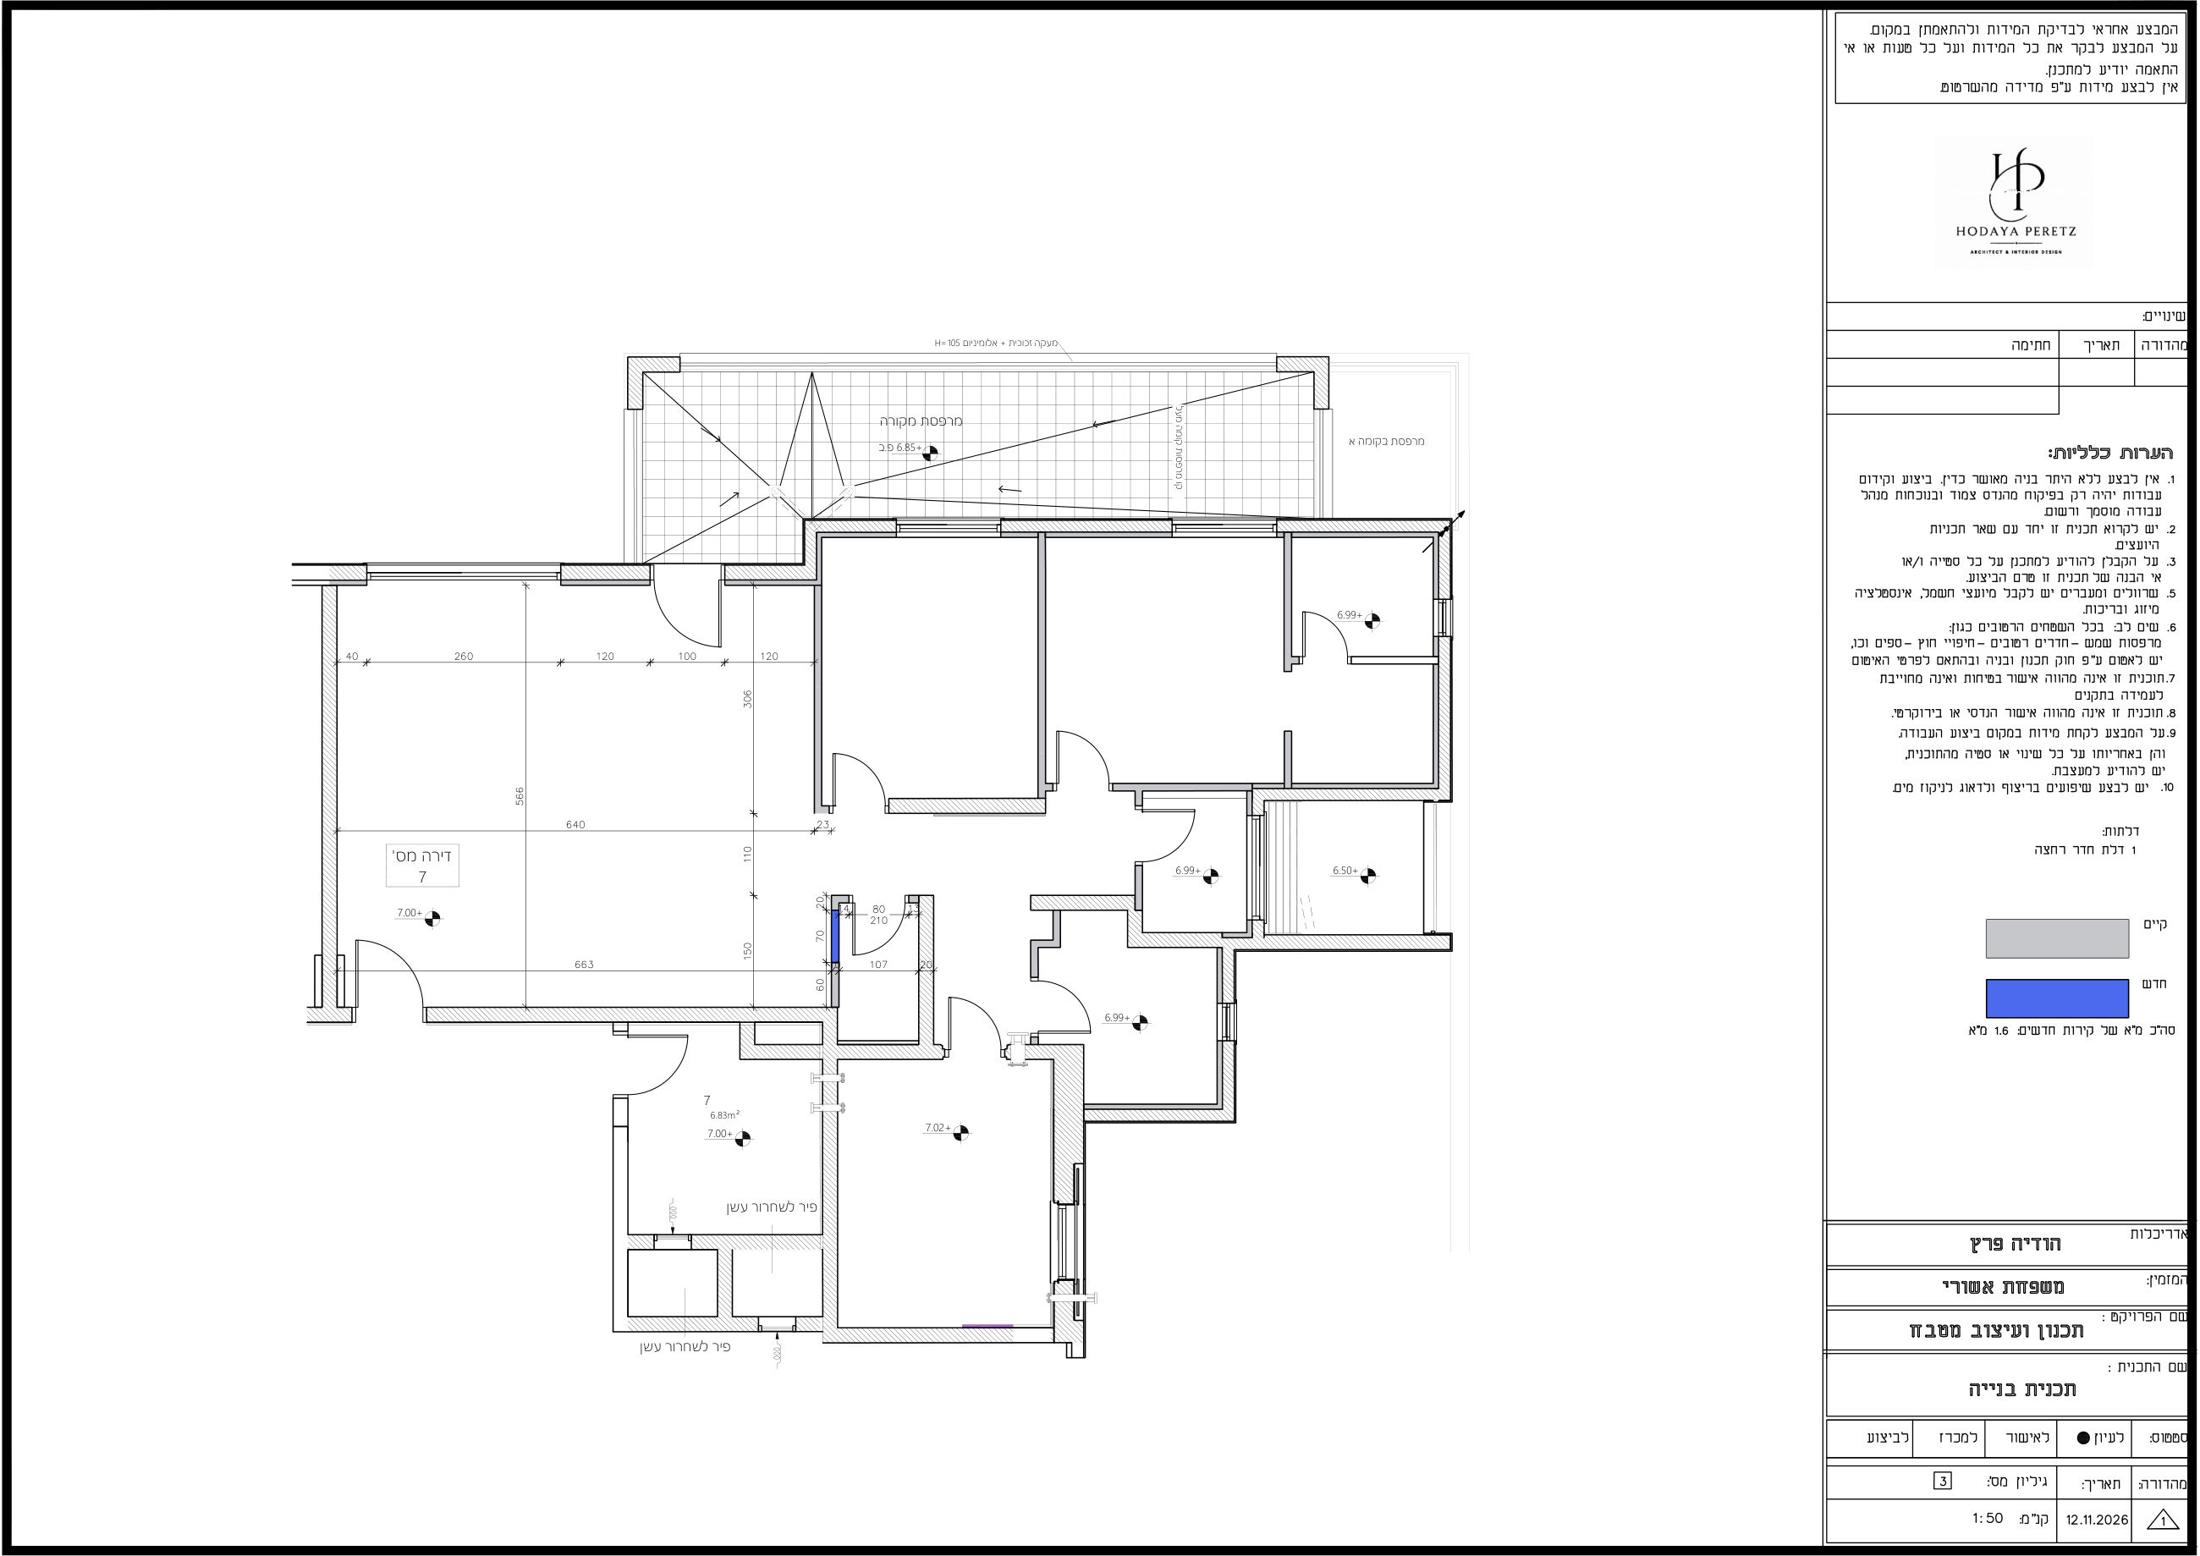 המבצע אחראי לבדיקת המידות ולהתאמתן במקום.
על המבצע לבקר את כל המידות ועל כל טעות או אי
התאמה יודיע למתכנן.
אין לבצע מידות ע"פ מדידה מהשרטוט
HODAYA PERETZ
ARCHITECT & INTERIOR DESIGN
שינויים:
מהדורה תאריך חתימה
הערות כלליות:
1. אין לבצע ללא היתר בניה מאושר כדין. ביצוע וקידום
עבודות יהיה רק בפיקוח מהנדס צמוד ובנוכחות מנהל
עבודה מוסמך ורשום.
2. יש לקרוא תכנית זו יחד עם שאר תכניות
היועצים.
3. על הקבלן להודיע למתכנן על כל סטייה ו/או
אי הבנה של תכנית זו טרם הביצוע.
5. שרוולים ומעברים יש לקבל מיועצי חשמל, אינסטלציה
מיזוג ובריכות.
6. שים לב: בכל השטחים הרטובים כגון:
מרפסות שמש –חדרים רטובים –חיפויי חוץ –ספים וכו,
יש לאטום ע"פ חוק תכנון ובניה ובהתאם לפרטי האיטום
7.תוכנית זו אינה מהווה אישור בטיחות ואינה מחוייבת
לעמידה בתקנים
8. תוכנית זו אינה מהווה אישור הנדסי או בירוקרטי.
9.על המבצע לקחת מידות במקום ביצוע העבודה.
והן באחריותו על כל שינוי או סטיה מהתוכנית,
יש להודיע למעצבת.
10. יש לבצע שיפועים בריצוף ולדאוג לניקוז מים.
דלתות:
1 דלת חדר רחצה
קיים
חדש
סה"כ מ"א של קירות חדשים: 1.6 מ"א
אדריכלות
הודיה פרץ
המזמין:
משפחת אשורי
שם הפרויקט :
תכנון ועיצוב מטבח
שם התכנית :
תכנית בנייה
סטטוס: לעיון לאישור למכרז לביצוע
מהדורה: תאריך: גיליון מס': 3
1 12.11.2026 קנ"מ: 1:50
מעקה זכוכית + אלומיניום H=105
מרפסת מקורה
+6.85 פ.ב
קו מרפסת קומה מעל
מרפסת בקומה א
+6.99
40 260 120 100 120
306
566
640 23
110
דירה מס'
7
+7.00
+6.99
+6.50
20 14 80
210
70
150
663 107 20
60
+6.99
7
6.83m²
+7.00
+7.02
פיר לשחרור עשן
פיר לשחרור עשן